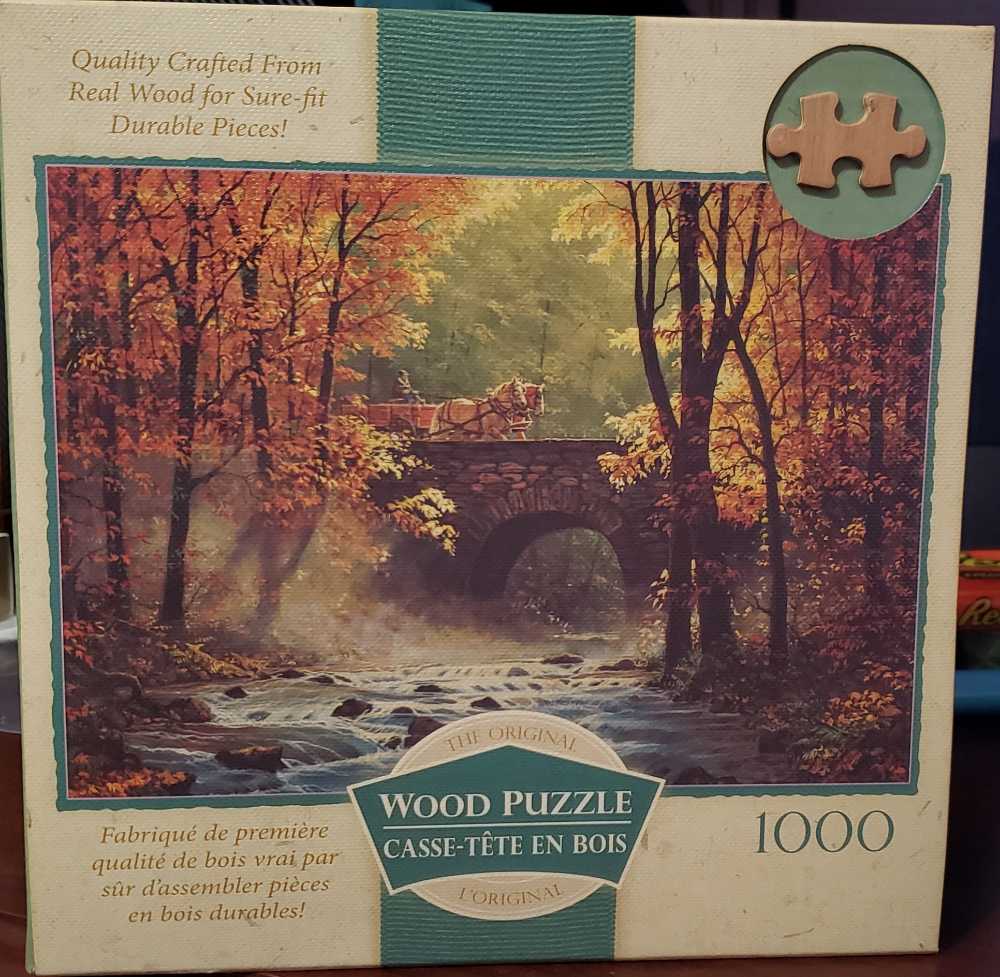 Quality Crafted From
Real Wood for Sure-fit
Durable Pieces!
THE ORIGINAL
WOOD PUZZLE
CASSE-TÊTE EN BOIS
L'ORIGINAL
1000
Fabriqué de première
qualité de bois vrai par
sûr d'assembler pièces
en bois durables!
Re